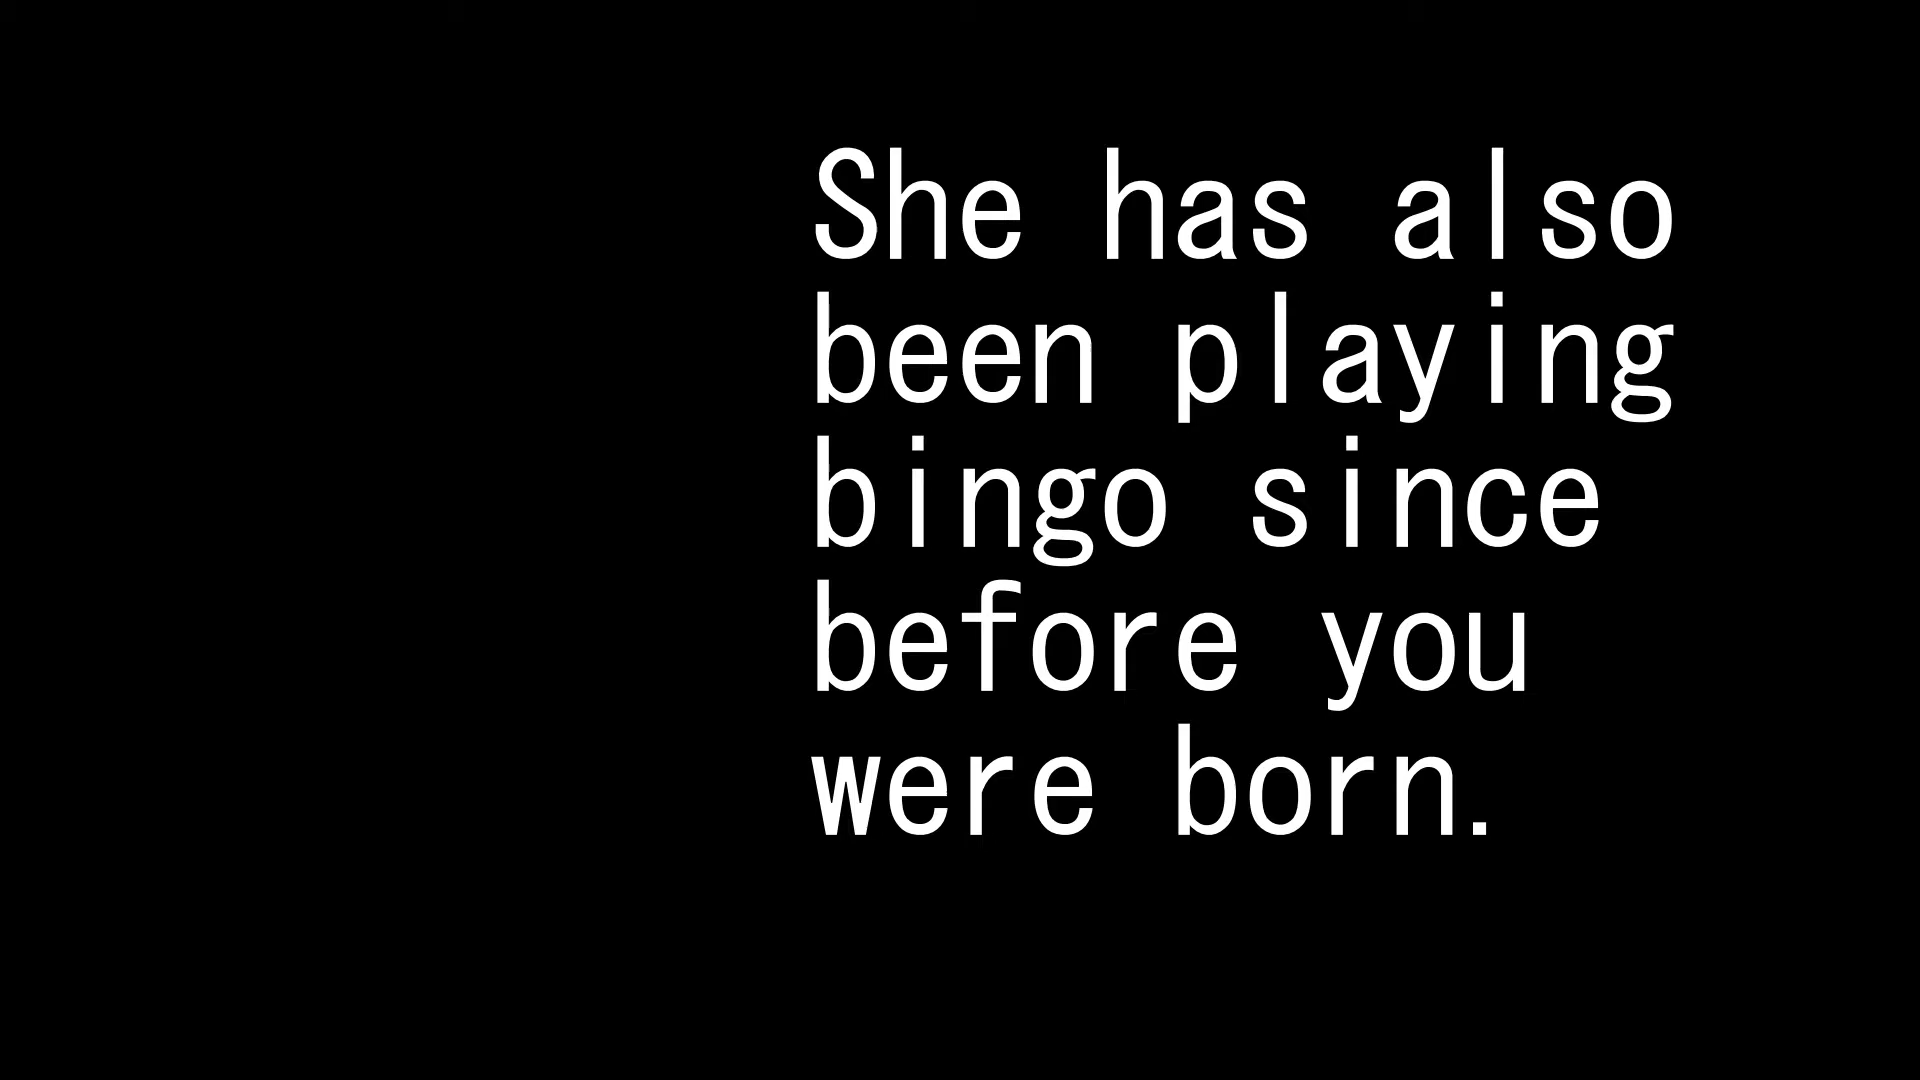 She has also
been playing
bingo since
before you
were born.